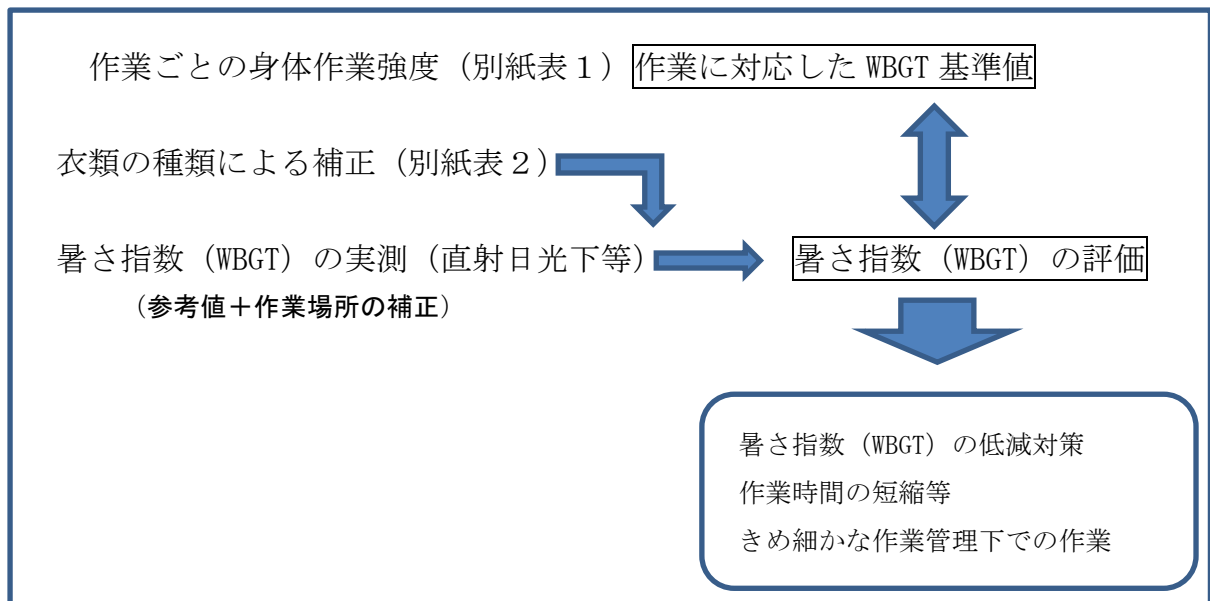 作業ごとの身体作業強度（別紙表１）作業に対応した WBGT 基準値
衣類の種類による補正（別紙表２）
暑さ指数（WBGT）の実測（直射日光下等） 暑さ指数（WBGT）の評価
（参考値＋作業場所の補正）
暑さ指数（WBGT）の低減対策
作業時間の短縮等
きめ細かな作業管理下での作業